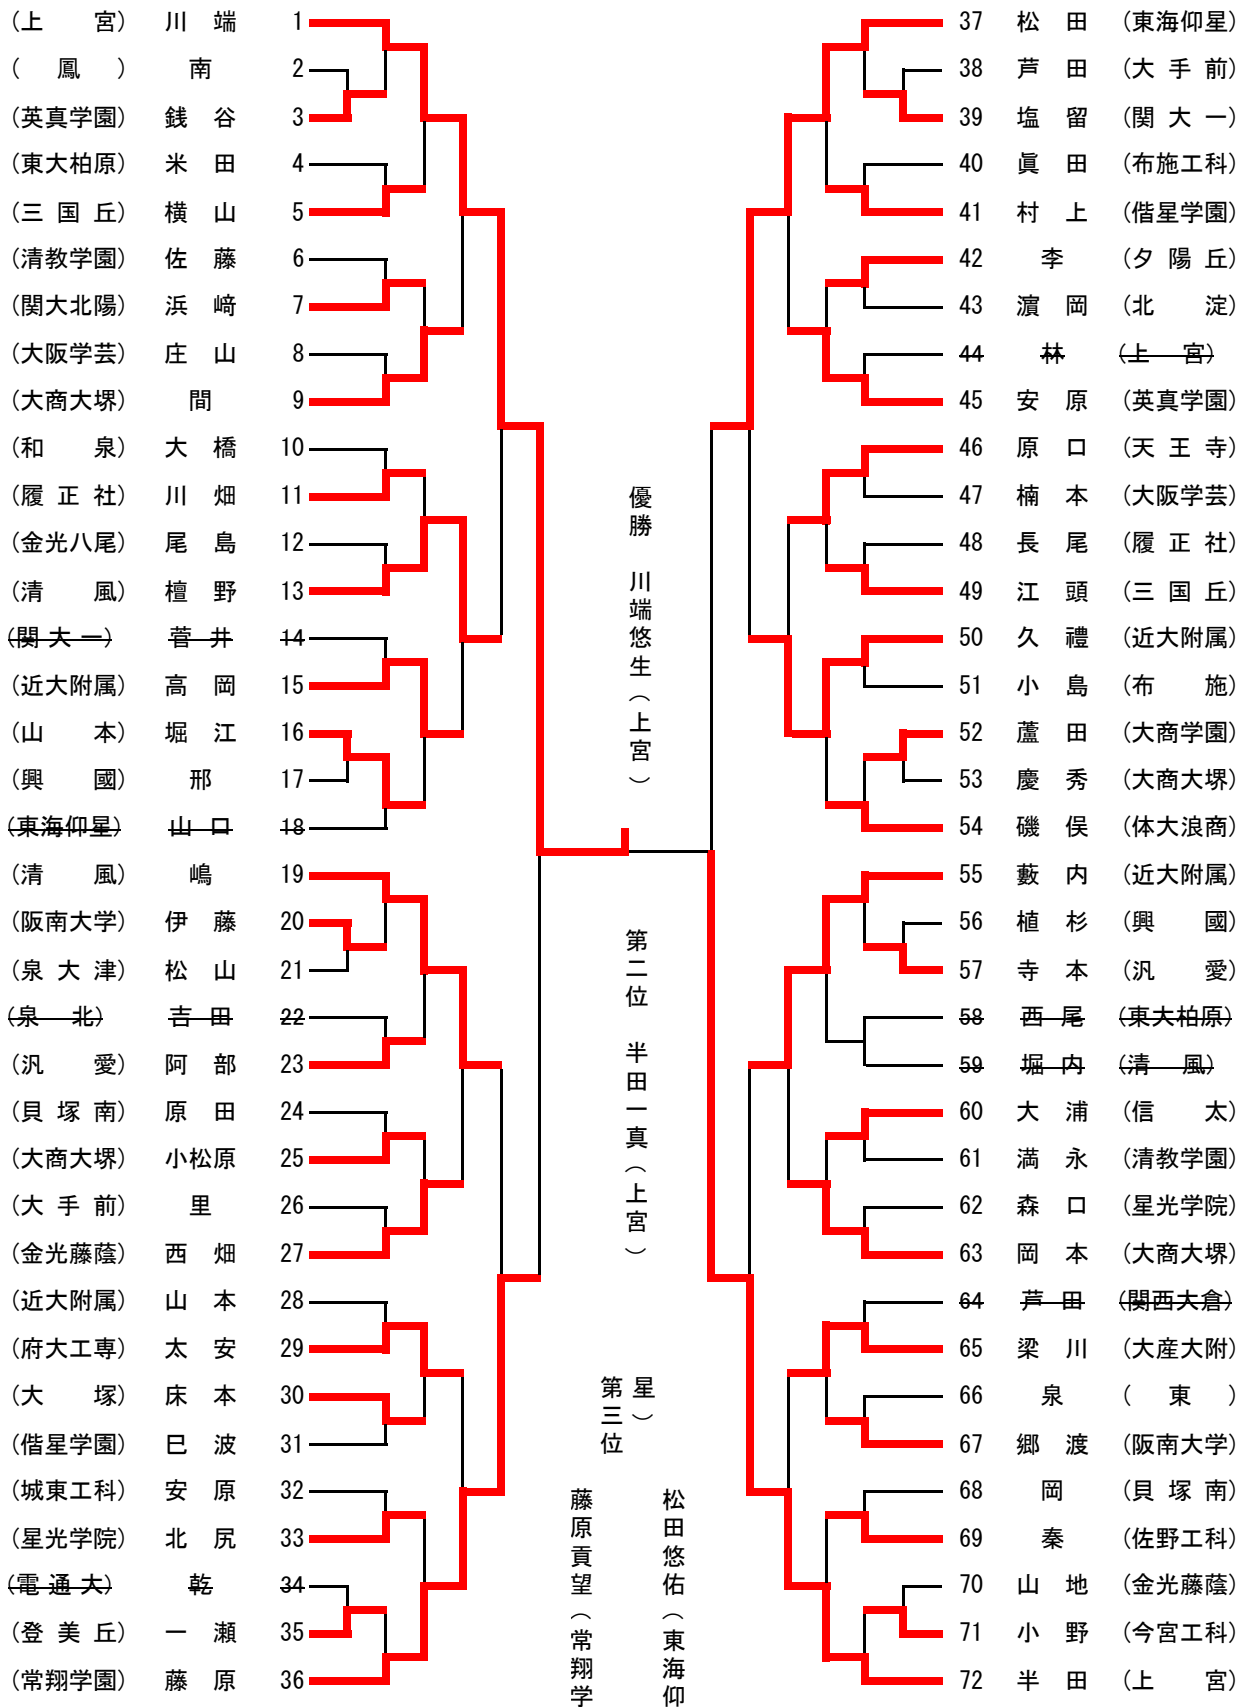 (上　宮) 川 端 1
(　鳳　) 南 2
(英真学園) 銭 谷 3
(東大柏原) 米 田 4
(三 国 丘) 横 山 5
(清教学園) 佐 藤 6
(関大北陽) 浜 﨑 7
(大阪学芸) 庄 山 8
(大商大堺) 間 9
(和　泉) 大 橋 10
(履 正 社) 川 畑 11
(金光八尾) 尾 島 12
(清　風) 檀 野 13
(関 大 一) 菅 井 14
(近大附属) 高 岡 15
(山　本) 堀 江 16
(興　國) 邢 17
(東海仰星) 山 口 18
(清　風) 嶋 19
(阪南大学) 伊 藤 20
(泉 大 津) 松 山 21
(泉　北) 吉 田 22
(汎　愛) 阿 部 23
(貝 塚 南) 原 田 24
(大商大堺) 小松原 25
(大 手 前) 里 26
(金光藤蔭) 西 畑 27
(近大附属) 山 本 28
(府大工専) 太 安 29
(大　塚) 床 本 30
(偕星学園) 巳 波 31
(城東工科) 安 原 32
(星光学院) 北 尻 33
(電 通 大) 乾 34
(登 美 丘) 一 瀬 35
(常翔学園) 藤 原 36
優勝　川端悠生（上宮）
第二位　半田一真（上宮）
第三位
松田悠佑（東海仰
星）
藤原貢望（常翔学
37 松 田 (東海仰星)
38 芦 田 (大 手 前)
39 塩 留 (関 大 一)
40 眞 田 (布施工科)
41 村 上 (偕星学園)
42 李 (夕 陽 丘)
43 濵 岡 (北　淀)
44 林 (上　宮)
45 安 原 (英真学園)
46 原 口 (天 王 寺)
47 楠 本 (大阪学芸)
48 長 尾 (履 正 社)
49 江 頭 (三 国 丘)
50 久 禮 (近大附属)
51 小 島 (布　施)
52 蘆 田 (大商学園)
53 慶 秀 (大商大堺)
54 磯 俣 (体大浪商)
55 藪 内 (近大附属)
56 植 杉 (興　國)
57 寺 本 (汎　愛)
58 西 尾 (東大柏原)
59 堀 内 (清　風)
60 大 浦 (信　太)
61 満 永 (清教学園)
62 森 口 (星光学院)
63 岡 本 (大商大堺)
64 芦 田 (関西大倉)
65 梁 川 (大産大附)
66 泉 (　東　)
67 郷 渡 (阪南大学)
68 岡 (貝 塚 南)
69 秦 (佐野工科)
70 山 地 (金光藤蔭)
71 小 野 (今宮工科)
72 半 田 (上　宮)